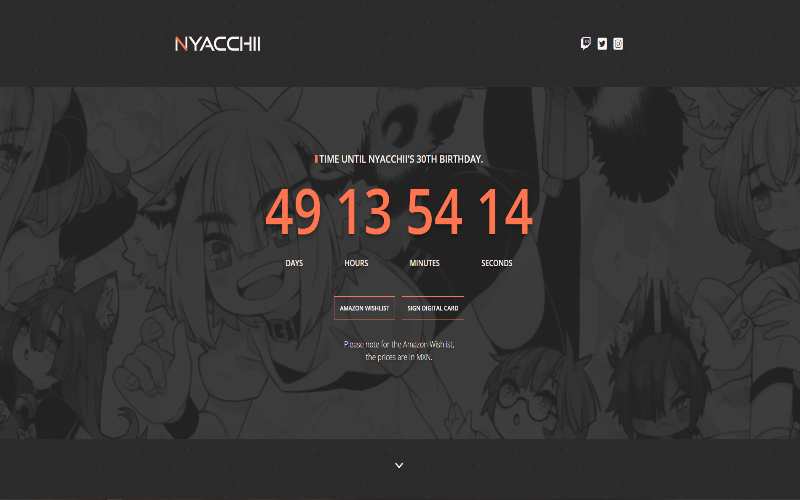 NYACCHII
TIME UNTIL NYACCHII'S 30TH BIRTHDAY.
49 13 54 14
DAYS HOURS MINUTES SECONDS
AMAZON WISHLIST SIGN DIGITAL CARD
Please note for the Amazon Wishlist,
the prices are in MXN.